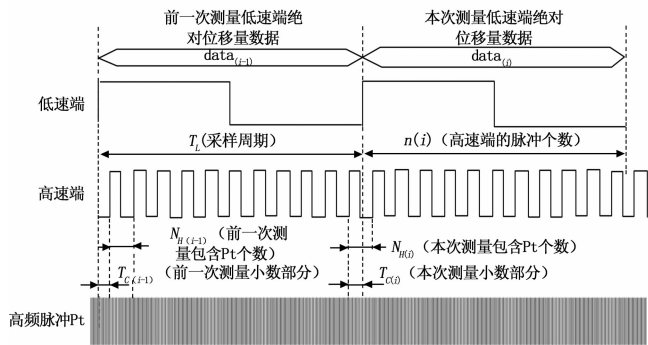 前一次测量低速端绝
对位移量数据
本次测量低速端绝对
位移量数据
data(i-1)
data(i)
低速端
TL(采样周期)
n(i)（高速端的脉冲个数）
高速端
NH(i-1)（前一次测
量包含Pt个数）
NH(i)（本次测量包含Pt个数）
TC(i-1)（前一次测量小数部分）
TC(i)（本次测量小数部分）
高频脉冲Pt